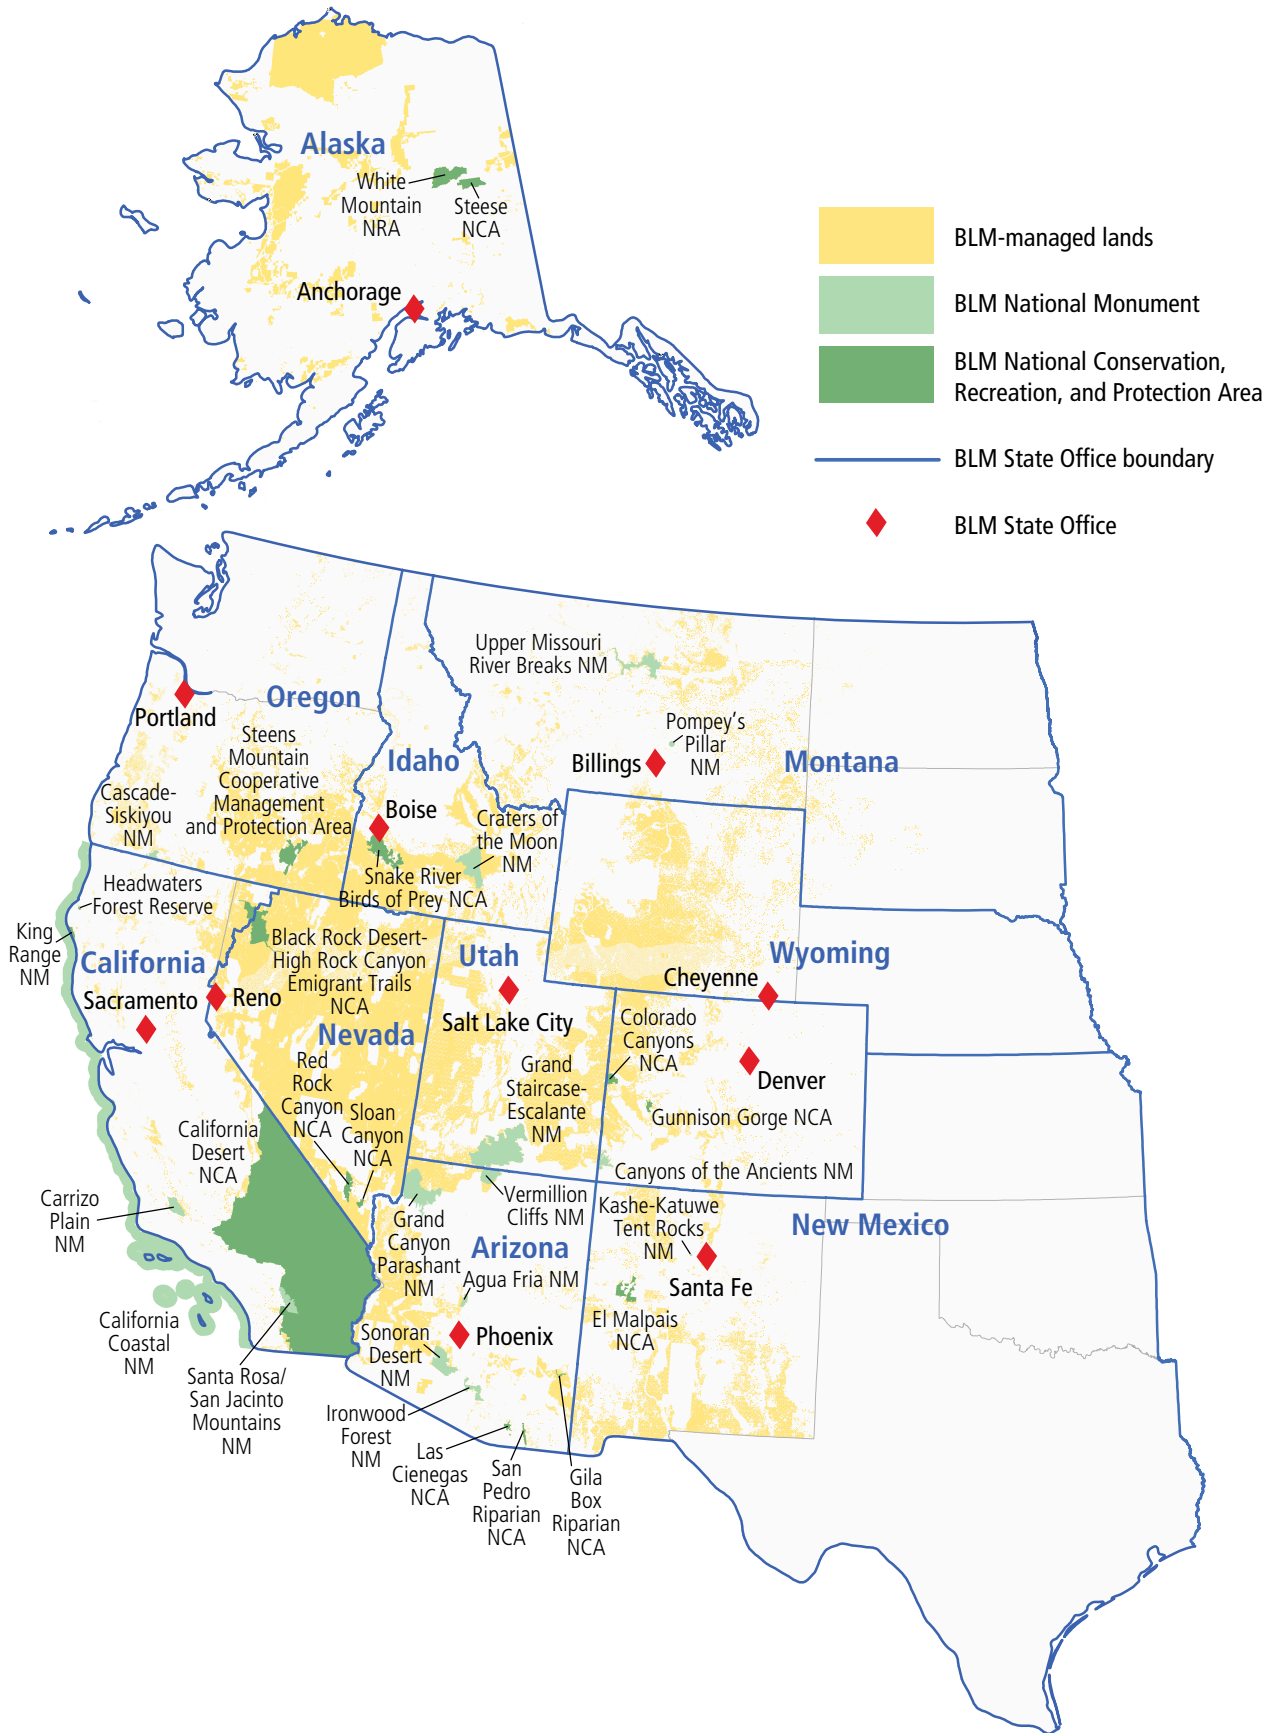 Alaska
White
Mountain
NRA
Steese
NCA
Anchorage
BLM-managed lands
BLM National Monument
BLM National Conservation,
Recreation, and Protection Area
BLM State Office boundary
BLM State Office
Upper Missouri
River Breaks NM
Oregon
Portland
Steens
Mountain
Cooperative
Management
and Protection Area
Cascade-
Siskiyou
NM
Idaho
Boise
Craters of
the Moon
NM
Snake River
Birds of Prey NCA
Billings
Pompey's
Pillar
NM
Montana
Headwaters
Forest Reserve
King
Range
NM
California
Sacramento
Reno
Black Rock Desert-
High Rock Canyon
Emigrant Trails
NCA
Nevada
Utah
Salt Lake City
Wyoming
Cheyenne
Colorado
Canyons
NCA
Denver
Gunnison Gorge NCA
Canyons of the Ancients NM
Red
Rock
Canyon
NCA
Sloan
Canyon
NCA
Grand
Staircase-
Escalante
NM
California
Desert
NCA
Carrizo
Plain
NM
California
Coastal
NM
Santa Rosa/
San Jacinto
Mountains
NM
Grand
Canyon
Parashant
NM
Vermillion
Cliffs NM
Arizona
Agua Fria NM
Phoenix
Sonoran
Desert
NM
Ironwood
Forest
NM
Las
Cienegas
NCA
San
Pedro
Riparian
NCA
Gila
Box
Riparian
NCA
Kashe-Katuwe
Tent Rocks
NM
New Mexico
Santa Fe
El Malpais
NCA